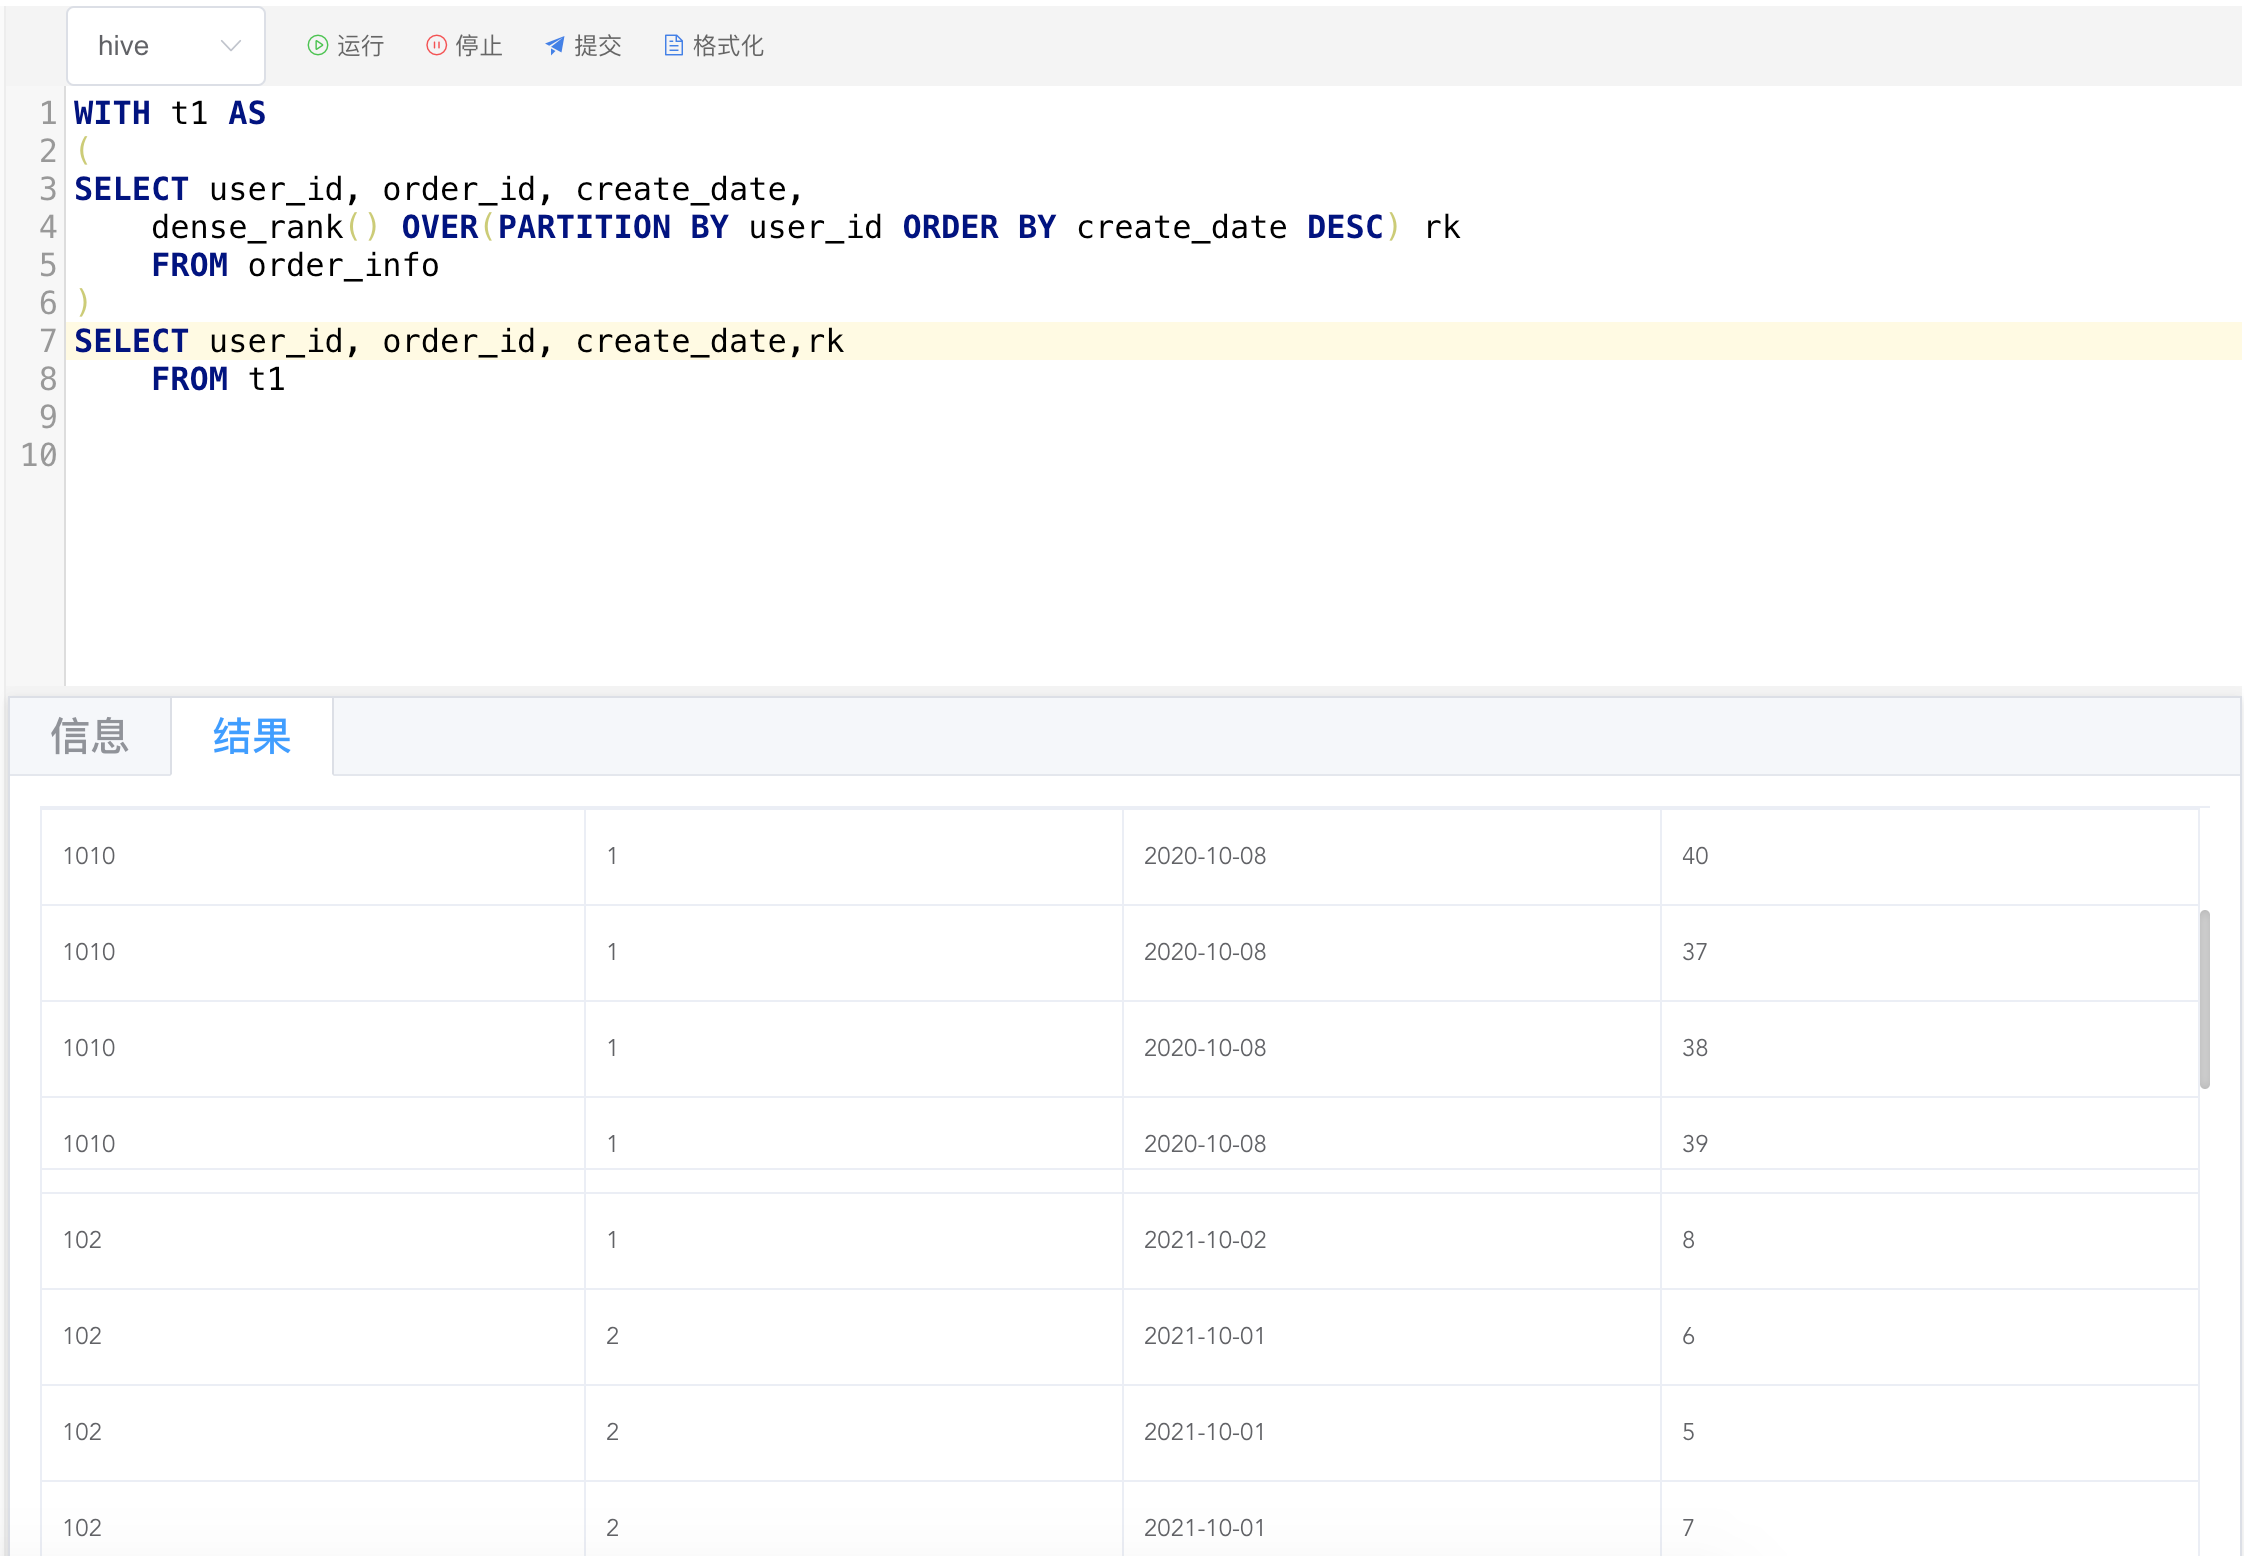 hive 运行 停止 提交 格式化
1 WITH t1 AS
2 (
3 SELECT user_id, order_id, create_date,
4     dense_rank() OVER(PARTITION BY user_id ORDER BY create_date DESC) rk
5     FROM order_info
6 )
7 SELECT user_id, order_id, create_date,rk
8     FROM t1
9
10
信息 结果
1010 1 2020-10-08 40
1010 1 2020-10-08 37
1010 1 2020-10-08 38
1010 1 2020-10-08 39
102 1 2021-10-02 8
102 2 2021-10-01 6
102 2 2021-10-01 5
102 2 2021-10-01 7